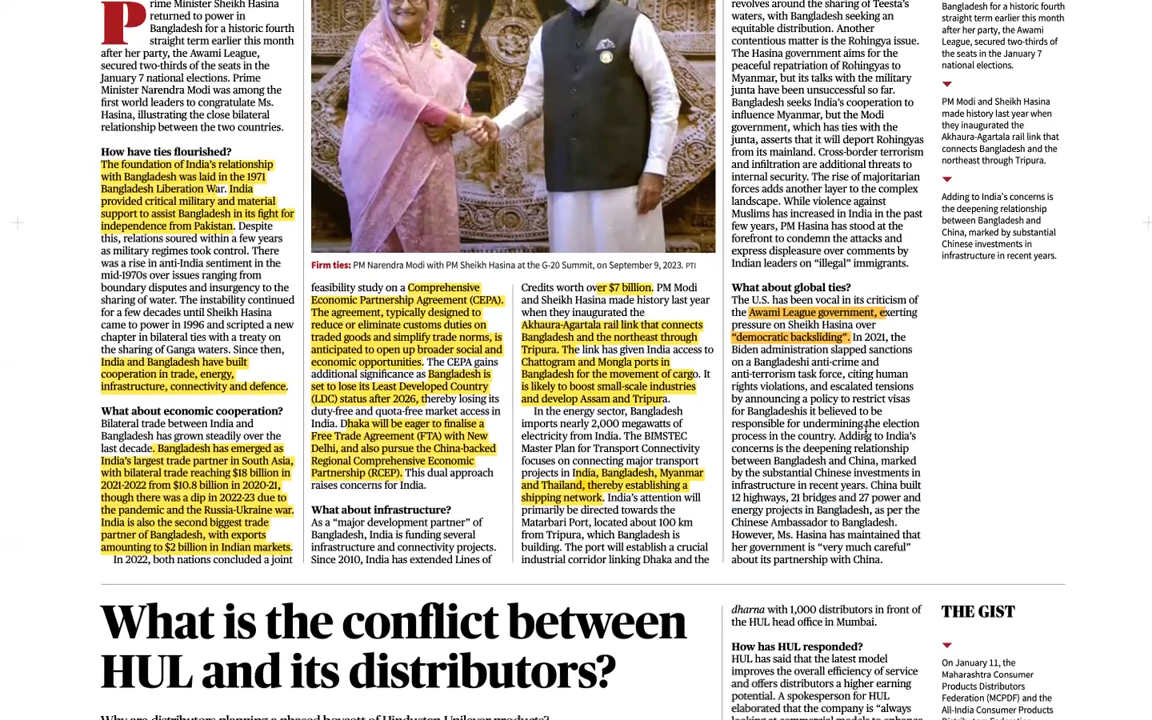 Prime Minister Sheikh Hasina
returned to power in
Bangladesh for a historic fourth
straight term earlier this month
after her party, the Awami League,
secured two-thirds of the seats in the
January 7 national elections. Prime
Minister Narendra Modi was among the
first world leaders to congratulate Ms.
Hasina, illustrating the close bilateral
relationship between the two countries.
How have ties flourished?
The foundation of India's relationship
with Bangladesh was laid in the 1971
Bangladesh Liberation War. India
provided critical military and material
support to assist Bangladesh in its fight for
independence from Pakistan. Despite
this, relations soured within a few years
as military regimes took control. There
was a rise in anti-India sentiment in the
mid-1970s over issues ranging from
boundary disputes and insurgency to the
sharing of water. The instability continued
for a few decades until Sheikh Hasina
came to power in 1996 and scripted a new
chapter in bilateral ties with a treaty on
the sharing of Ganga waters. Since then,
India and Bangladesh have built
cooperation in trade, energy,
infrastructure, connectivity and defence.
What about economic cooperation?
Bilateral trade between India and
Bangladesh has grown steadily over the
last decade. Bangladesh has emerged as
India's largest trade partner in South Asia,
with bilateral trade reaching $18 billion in
2021-2022 from $10.8 billion in 2020-21,
though there was a dip in 2022-23 due to
the pandemic and the Russia-Ukraine war.
India is also the second biggest trade
partner of Bangladesh, with exports
amounting to $2 billion in Indian markets.
In 2022, both nations concluded a joint
Firm ties: PM Narendra Modi with PM Sheikh Hasina at the G-20 Summit, on September 9, 2023. PTI
feasibility study on a Comprehensive
Economic Partnership Agreement (CEPA).
The agreement, typically designed to
reduce or eliminate customs duties on
traded goods and simplify trade norms, is
anticipated to open up broader social and
economic opportunities. The CEPA gains
additional significance as Bangladesh is
set to lose its Least Developed Country
(LDC) status after 2026, thereby losing its
duty-free and quota-free market access in
India. Dhaka will be eager to finalise a
Free Trade Agreement (FTA) with New
Delhi, and also pursue the China-backed
Regional Comprehensive Economic
Partnership (RCEP). This dual approach
raises concerns for India.
What about infrastructure?
As a “major development partner” of
Bangladesh, India is funding several
infrastructure and connectivity projects.
Since 2010, India has extended Lines of
Credits worth over $7 billion. PM Modi
and Sheikh Hasina made history last year
when they inaugurated the
Akhaura-Agartala rail link that connects
Bangladesh and the northeast through
Tripura. The link has given India access to
Chattogram and Mongla ports in
Bangladesh for the movement of cargo. It
is likely to boost small-scale industries
and develop Assam and Tripura.
In the energy sector, Bangladesh
imports nearly 2,000 megawatts of
electricity from India. The BIMSTEC
Master Plan for Transport Connectivity
focuses on connecting major transport
projects in India, Bangladesh, Myanmar
and Thailand, thereby establishing a
shipping network. India's attention will
primarily be directed towards the
Matarbari Port, located about 100 km
from Tripura, which Bangladesh is
building. The port will establish a crucial
industrial corridor linking Dhaka and the
revolves around the sharing of Teesta's
waters, with Bangladesh seeking an
equitable distribution. Another
contentious matter is the Rohingya issue.
The Hasina government aims for the
peaceful repatriation of Rohingyas to
Myanmar, but its talks with the military
junta have been unsuccessful so far.
Bangladesh seeks India's cooperation to
influence Myanmar, but the Modi
government, which has ties with the
junta, asserts that it will deport Rohingyas
from its mainland. Cross-border terrorism
and infiltration are additional threats to
internal security. The rise of majoritarian
forces adds another layer to the complex
landscape. While violence against
Muslims has increased in India in the past
few years, PM Hasina has stood at the
forefront to condemn the attacks and
express displeasure over comments by
Indian leaders on “illegal” immigrants.
What about global ties?
The U.S. has been vocal in its criticism of
the Awami League government, exerting
pressure on Sheikh Hasina over
“democratic backsliding”. In 2021, the
Biden administration slapped sanctions
on a Bangladeshi anti-crime and
anti-terrorism task force, citing human
rights violations, and escalated tensions
by announcing a policy to restrict visas
for Bangladeshis it believed to be
responsible for undermining the election
process in the country. Adding to India's
concerns is the deepening relationship
between Bangladesh and China, marked
by the substantial Chinese investments in
infrastructure in recent years. China built
12 highways, 21 bridges and 27 power and
energy projects in Bangladesh, as per the
Chinese Ambassador to Bangladesh.
However, Ms. Hasina has maintained that
her government is “very much careful”
about its partnership with China.
Bangladesh for a historic fourth
straight term earlier this month
after her party, the Awami
League, secured two-thirds of
the seats in the January 7
national elections.
PM Modi and Sheikh Hasina
made history last year when
they inaugurated the
Akhaura-Agartala rail link that
connects Bangladesh and the
northeast through Tripura.
Adding to India's concerns is
the deepening relationship
between Bangladesh and
China, marked by substantial
Chinese investments in
infrastructure in recent years.
What is the conflict between
HUL and its distributors?
Why are distributors planning a phased boycott of Hindustan Unilever products?
dharna with 1,000 distributors in front of
the HUL head office in Mumbai.
How has HUL responded?
HUL has said that the latest model
improves the overall efficiency of service
and offers distributors a higher earning
potential. A spokesperson for HUL
elaborated that the company is “always
THE GIST
On January 11, the
Maharashtra Consumer
Products Distributors
Federation (MCPDF) and the
All-India Consumer Products